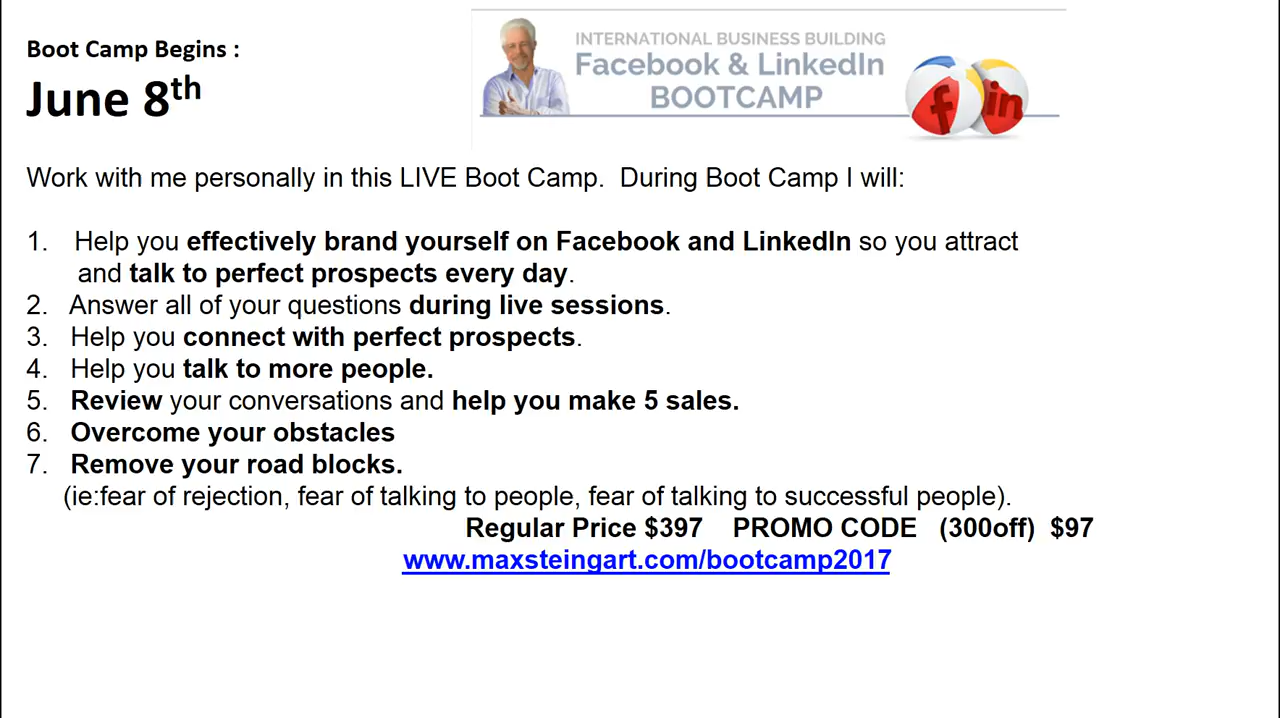 Boot Camp Begins :
June 8th
INTERNATIONAL BUSINESS BUILDING
Facebook & LinkedIn
BOOTCAMP
f in
Work with me personally in this LIVE Boot Camp. During Boot Camp I will:
1. Help you effectively brand yourself on Facebook and LinkedIn so you attract
and talk to perfect prospects every day.
2. Answer all of your questions during live sessions.
3. Help you connect with perfect prospects.
4. Help you talk to more people.
5. Review your conversations and help you make 5 sales.
6. Overcome your obstacles
7. Remove your road blocks.
(ie:fear of rejection, fear of talking to people, fear of talking to successful people).
Regular Price $397 PROMO CODE (300off) $97
www.maxsteingart.com/bootcamp2017